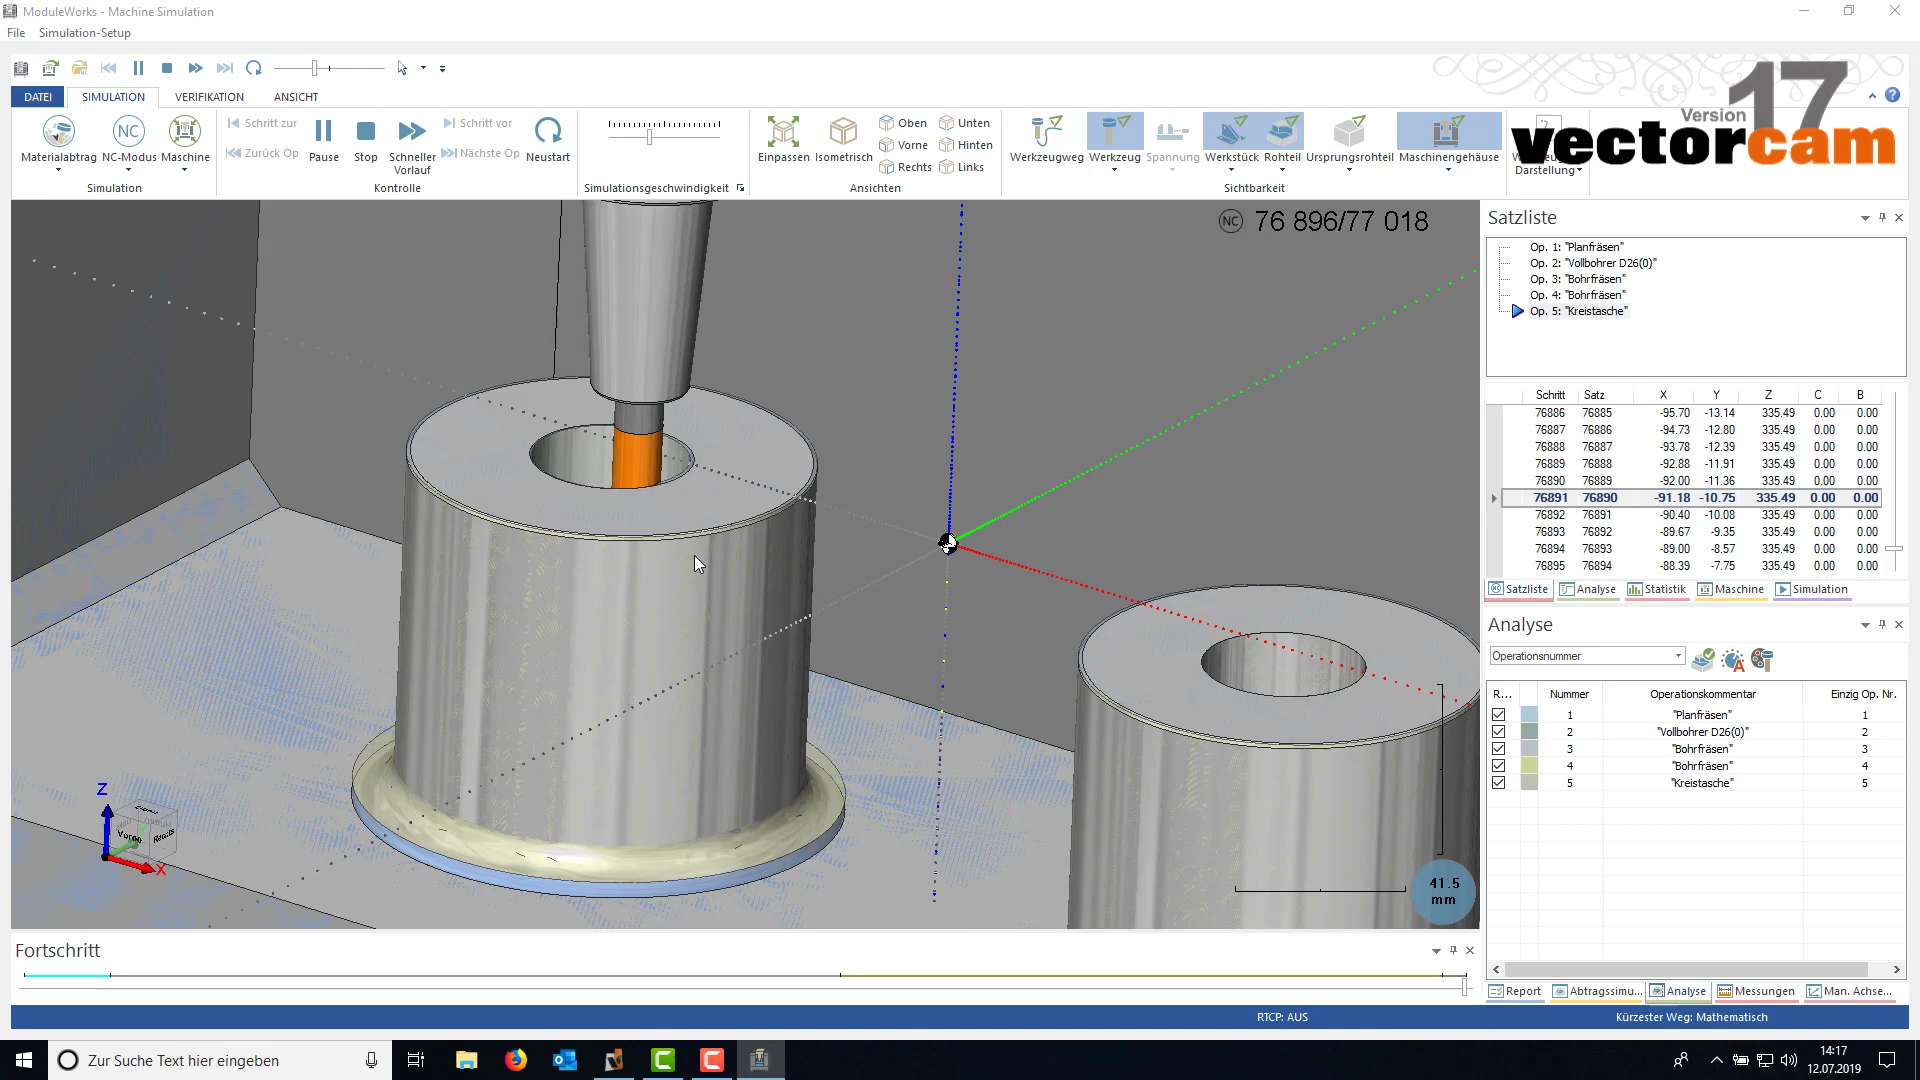 ModuleWorks - Machine Simulation
File Simulation-Setup
DATEI SIMULATION VERIFIKATION ANSICHT
Version 17
vectorcam
Materialabtrag NC-Modus Maschine
Simulation
Schritt zur
Zurück Op
Pause Stop Schneller Vorlauf
Schritt vor
Nächste Op
Neustart
Kontrolle
Simulationsgeschwindigkeit
Einpassen Isometrisch
Oben Unten
Vorne Hinten
Rechts Links
Ansichten
Werkzeugweg Werkzeug Spannung Werkstück Rohteil Ursprungsrohteil Maschinengehäuse
Darstellung
Sichtbarkeit
NC 76 896/77 018
Satzliste
Op. 1: "Planfräsen"
Op. 2: "Vollbohrer D26(0)"
Op. 3: "Bohrfräsen"
Op. 4: "Bohrfräsen"
Op. 5: "Kreistasche"
Schritt Satz X Y Z C B
76886 76885 -95.70 -13.14 335.49 0.00 0.00
76887 76886 -94.73 -12.80 335.49 0.00 0.00
76888 76887 -93.78 -12.39 335.49 0.00 0.00
76889 76888 -92.88 -11.91 335.49 0.00 0.00
76890 76889 -92.00 -11.36 335.49 0.00 0.00
76891 76890 -91.18 -10.75 335.49 0.00 0.00
76892 76891 -90.40 -10.08 335.49 0.00 0.00
76893 76892 -89.67 -9.35 335.49 0.00 0.00
76894 76893 -89.00 -8.57 335.49 0.00 0.00
76895 76894 -88.39 -7.75 335.49 0.00 0.00
Satzliste Analyse Statistik Maschine Simulation
Analyse
Operationsnummer
R... Nummer Operationskommentar Einzig Op. Nr.
1 "Planfräsen" 1
2 "Vollbohrer D26(0)" 2
3 "Bohrfräsen" 3
4 "Bohrfräsen" 4
5 "Kreistasche" 5
Z
Vorne Rechts
X
41.5 mm
Fortschritt
Report Abtragssimu... Analyse Messungen Man. Achse...
RTCP: AUS Kürzester Weg: Mathematisch
Zur Suche Text hier eingeben
14:17
12.07.2019